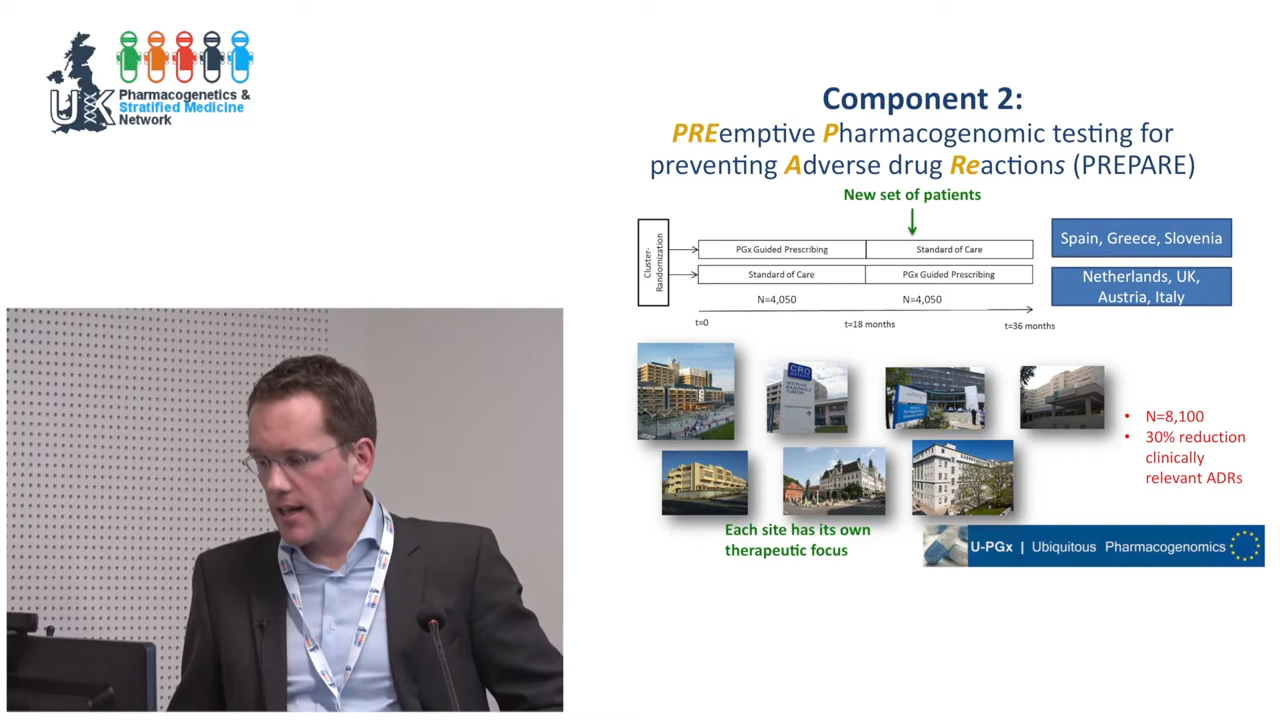 UK
Pharmacogenetics &
Stratified Medicine
Network
Component 2:
PREemptive Pharmacogenomic testing for
preventing Adverse drug Reactions (PREPARE)
New set of patients
Cluster-
Randomization
PGx Guided Prescribing
Standard of Care
Standard of Care
PGx Guided Prescribing
N=4,050
N=4,050
t=0
t=18 months
t=36 months
Spain, Greece, Slovenia
Netherlands, UK,
Austria, Italy
CRO
• N=8,100
• 30% reduction
clinically
relevant ADRs
Each site has its own
therapeutic focus
U-PGx | Ubiquitous Pharmacogenomics